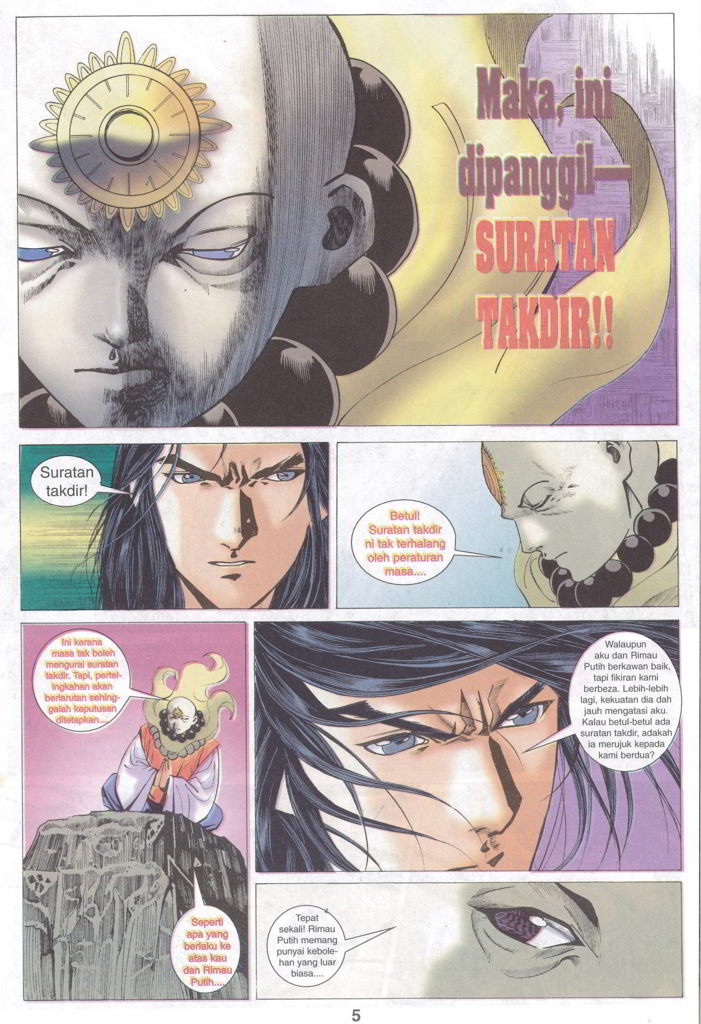 Maka, ini
dipanggil—
SURATAN
TAKDIR!!
Suratan
takdir!
Betul!
Suratan takdir
ni tak terhalang
oleh peraturan
masa....
Ini kerana
masa tak boleh
mengurai suratan
takdir. Tapi, perte-
lingkahan akan
berlarutan sehing-
galah keputusan
ditetapkan....
Walaupun
aku dan Rimau
Putih berkawan baik,
tapi fikiran kami
berbeza. Lebih-lebih
lagi, kekuatan dia dah
jauh mengatasi aku.
Kalau betul-betul ada
suratan takdir, adakah
ia merujuk kepada
kami berdua?
Seperti
apa yang
berlaku ke
atas kau
dan Rimau
Putih....
Tepat
sekali! Rimau
Putih memang
punyai kebole-
han yang luar
biasa....
5